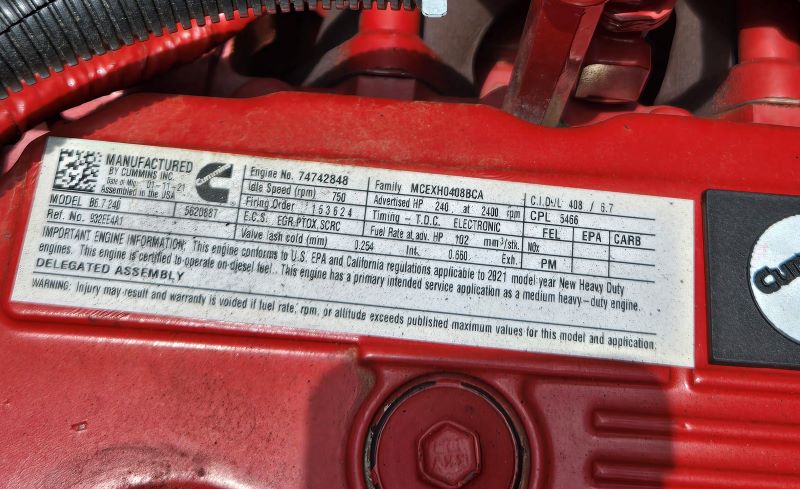 MANUFACTURED
BY CUMMINS INC.
Date of Mfg. 01-11-21
Assembled in the USA
MODEL B6.7 240 5620887
Ref. No. 932EE4A1
Cummins
Engine No. 74742848
Idle Speed (rpm) 750
Firing Order 153624
E.C.S. EGR,PTOX,SCRC
Valve lash cold (mm) 0.254 Int. 0.660 Exh.
Family MCEXH0408BCA
Advertised HP 240 at 2400 rpm
Timing - T.D.C. ELECTRONIC
Fuel Rate at adv. HP 102 mm³/stk.
C.I.D./L 408 / 6.7
CPL 5466
FEL EPA CARB
NOx
PM
IMPORTANT ENGINE INFORMATION: This engine conforms to U.S. EPA and California regulations applicable to 2021 model year New Heavy Duty
engines. This engine is certified to operate on diesel fuel. This engine has a primary intended service application as a medium heavy-duty engine.
DELEGATED ASSEMBLY
WARNING: Injury may result and warranty is voided if fuel rate, rpm, or altitude exceeds published maximum values for this model and application.
Cummins